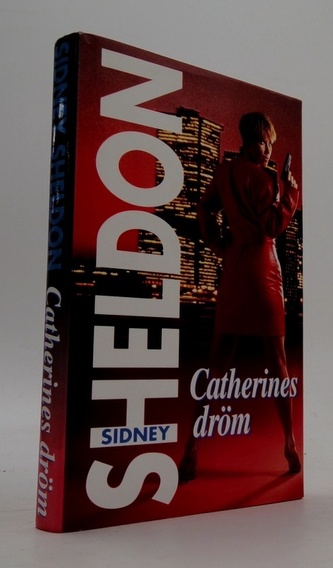 SIDNEY SHELDON
Catherines dröm
SHELDON
SIDNEY
Catherines
dröm